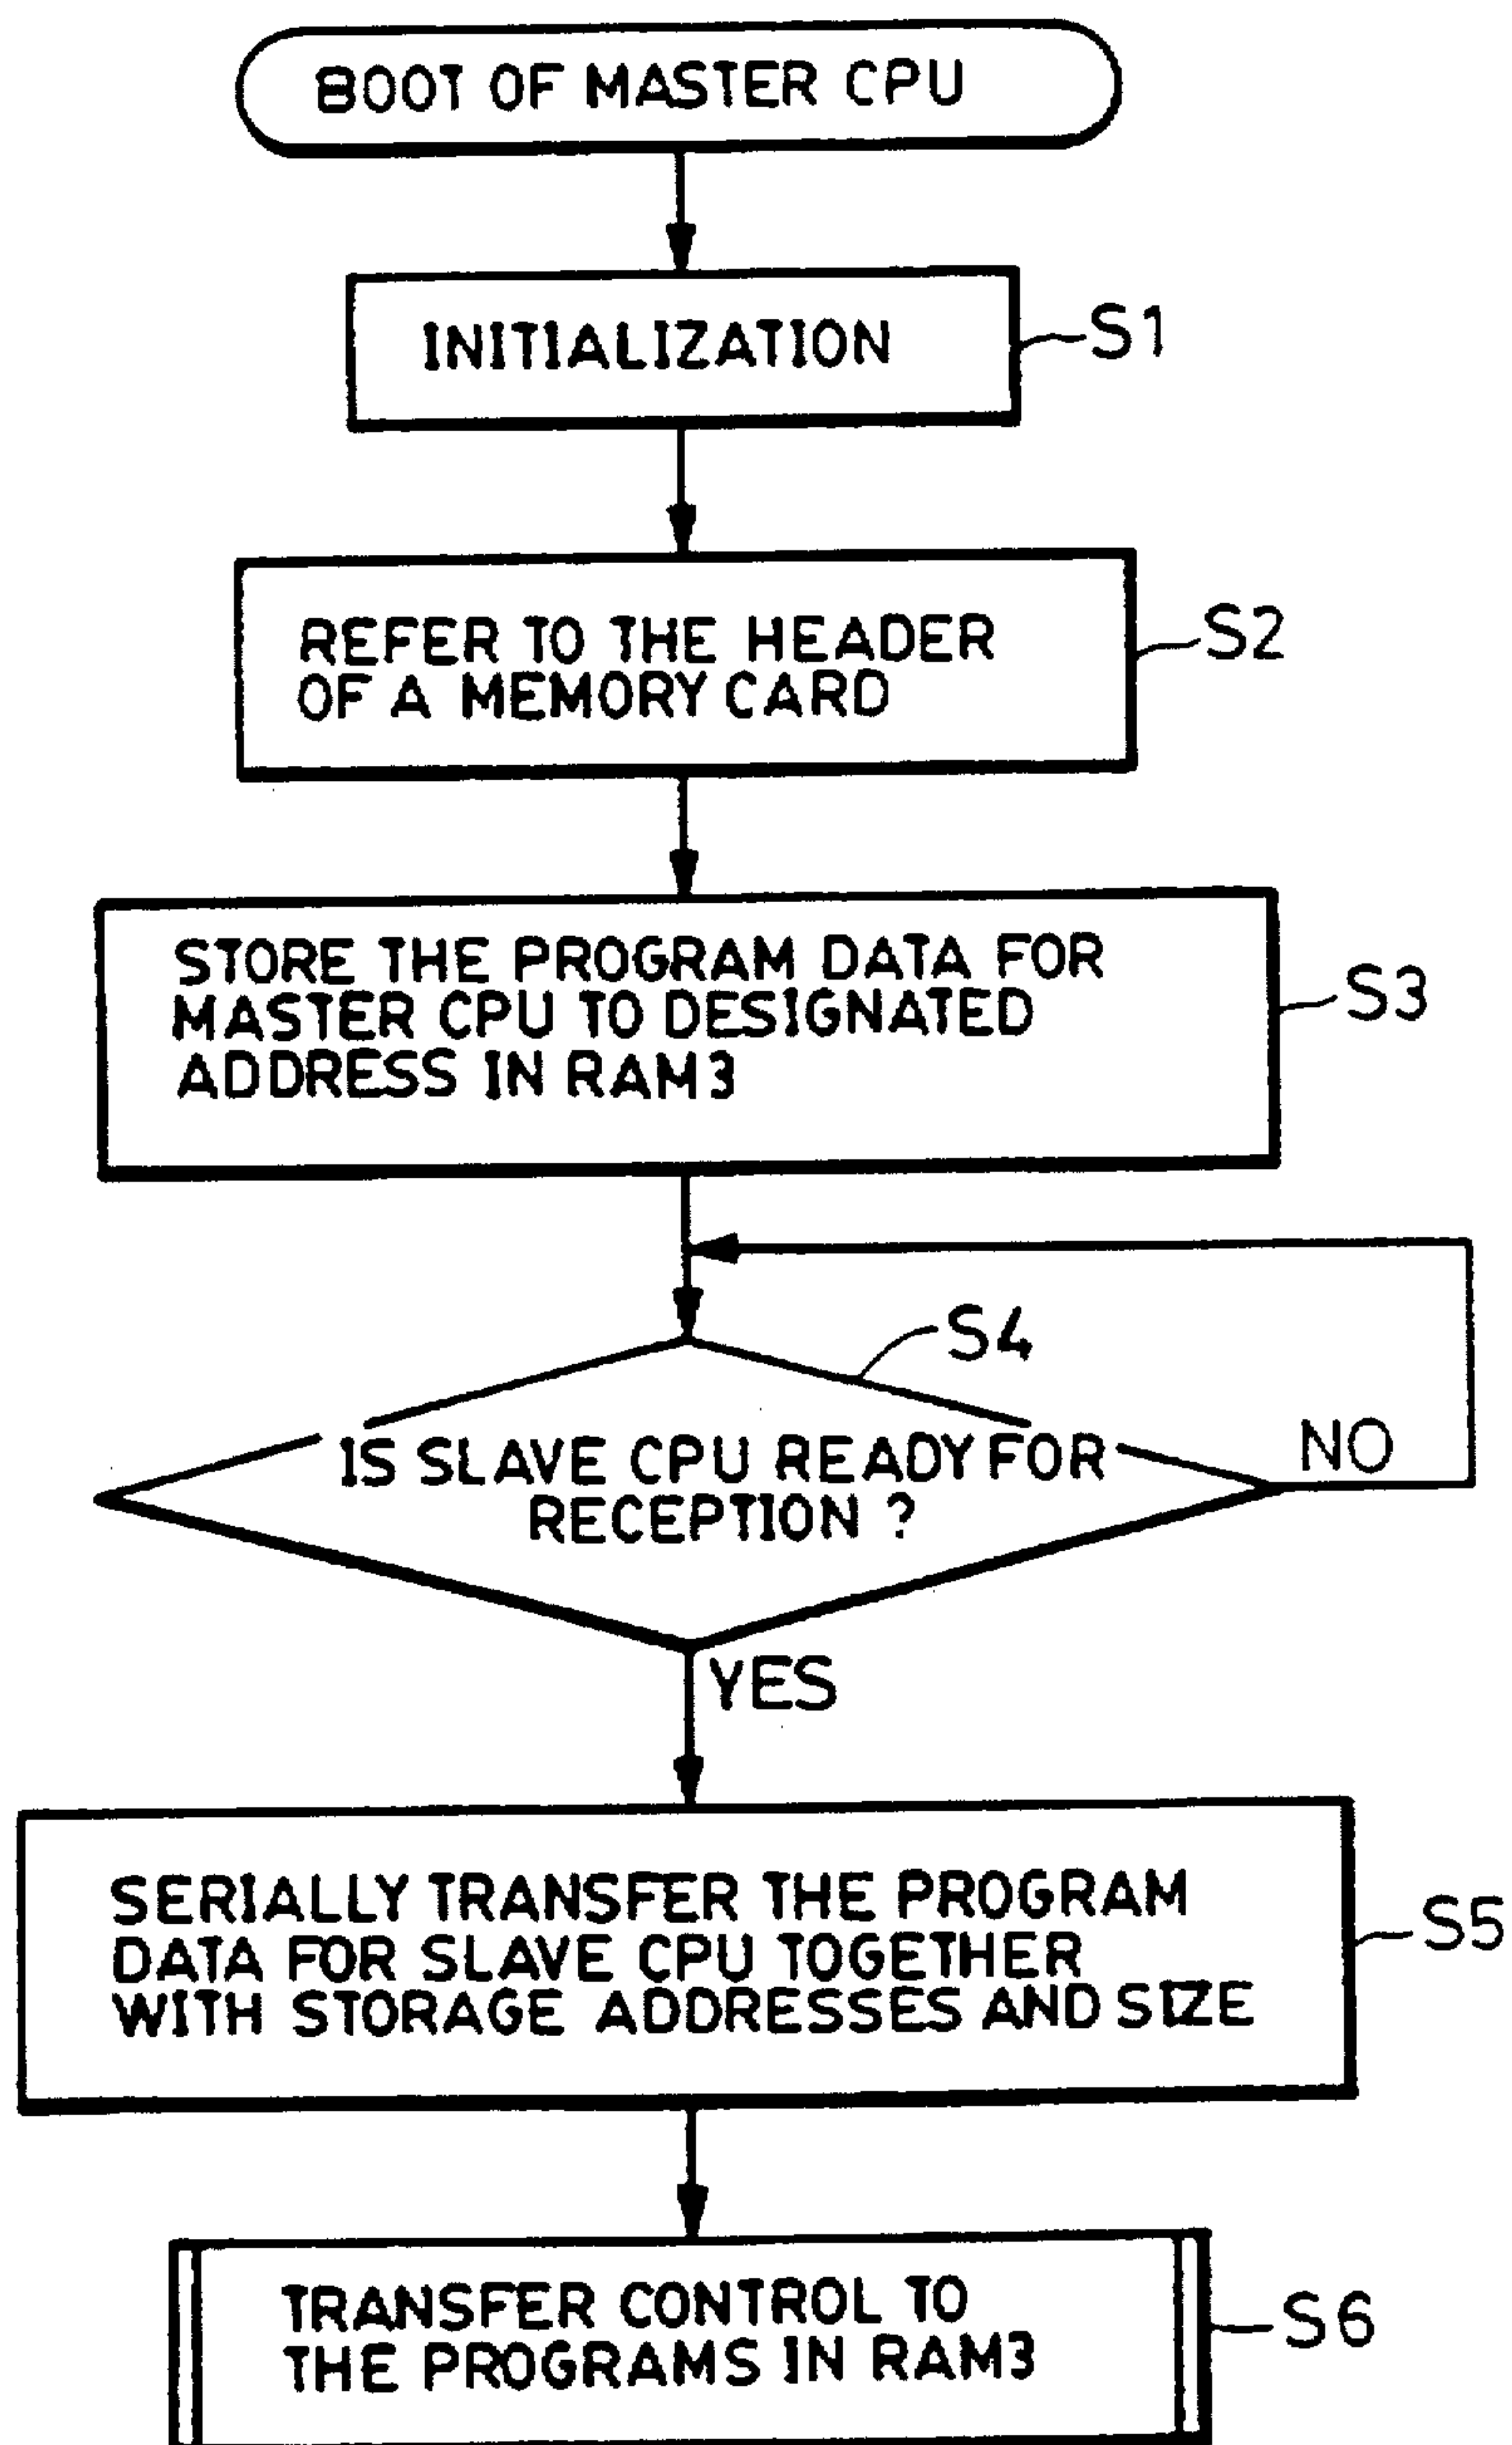 BOOT OF MASTER CPU
INITIALIZATION
S1
REFER TO THE HEADER
OF A MEMORY CARD
S2
STORE THE PROGRAM DATA FOR
MASTER CPU TO DESIGNATED
ADDRESS IN RAM3
S3
S4
IS SLAVE CPU READY FOR
RECEPTION ?
NO
YES
SERIALLY TRANSFER THE PROGRAM
DATA FOR SLAVE CPU TOGETHER
WITH STORAGE ADDRESSES AND SIZE
S5
TRANSFER CONTROL TO
THE PROGRAMS IN RAM3
S6